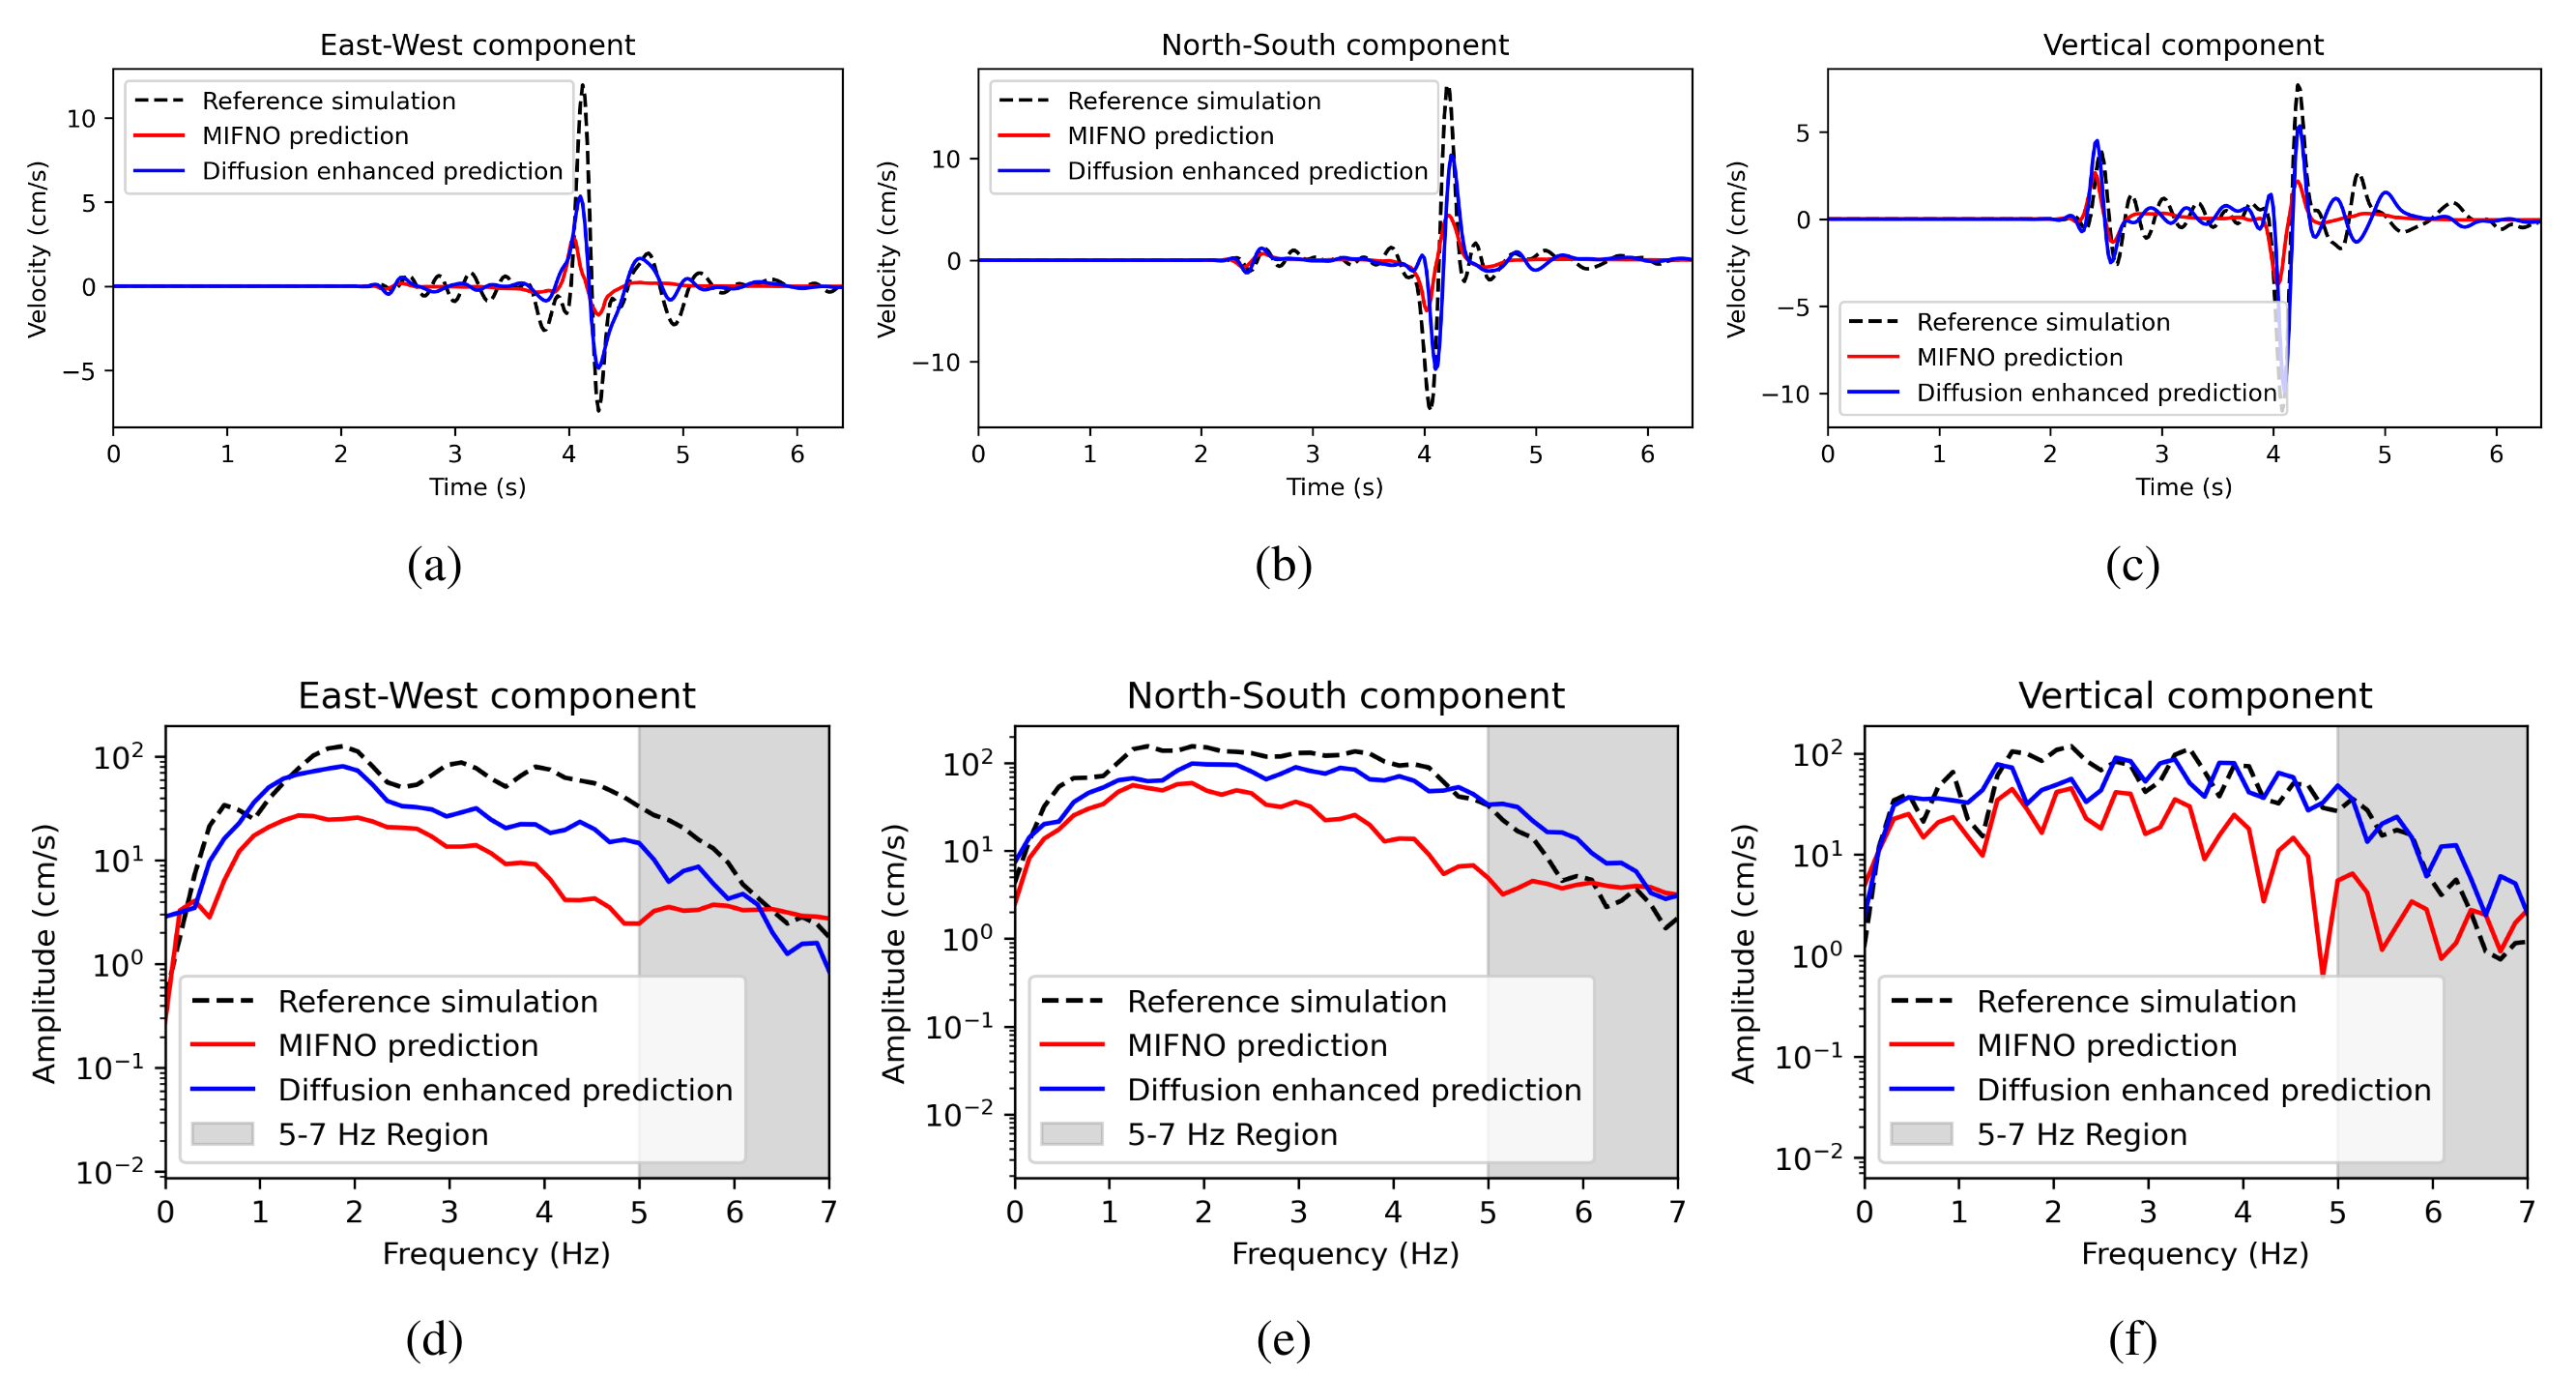 East-West component
North-South component
Vertical component
Reference simulation
MIFNO prediction
Diffusion enhanced prediction
Velocity (cm/s)
10
5
0
−5
0 1 2 3 4 5 6
Time (s)
Reference simulation
MIFNO prediction
Diffusion enhanced prediction
Velocity (cm/s)
10
0
−10
0 1 2 3 4 5 6
Time (s)
Velocity (cm/s)
5
0
−5
−10
Reference simulation
MIFNO prediction
Diffusion enhanced prediction
0 1 2 3 4 5 6
Time (s)
(a)
(b)
(c)
East-West component
North-South component
Vertical component
Amplitude (cm/s)
10²
10¹
10⁰
10⁻¹
10⁻²
Reference simulation
MIFNO prediction
Diffusion enhanced prediction
5-7 Hz Region
0 1 2 3 4 5 6 7
Frequency (Hz)
Amplitude (cm/s)
10²
10¹
10⁰
10⁻¹
10⁻²
Reference simulation
MIFNO prediction
Diffusion enhanced prediction
5-7 Hz Region
0 1 2 3 4 5 6 7
Frequency (Hz)
Amplitude (cm/s)
10²
10¹
10⁰
10⁻¹
10⁻²
Reference simulation
MIFNO prediction
Diffusion enhanced prediction
5-7 Hz Region
0 1 2 3 4 5 6 7
Frequency (Hz)
(d)
(e)
(f)